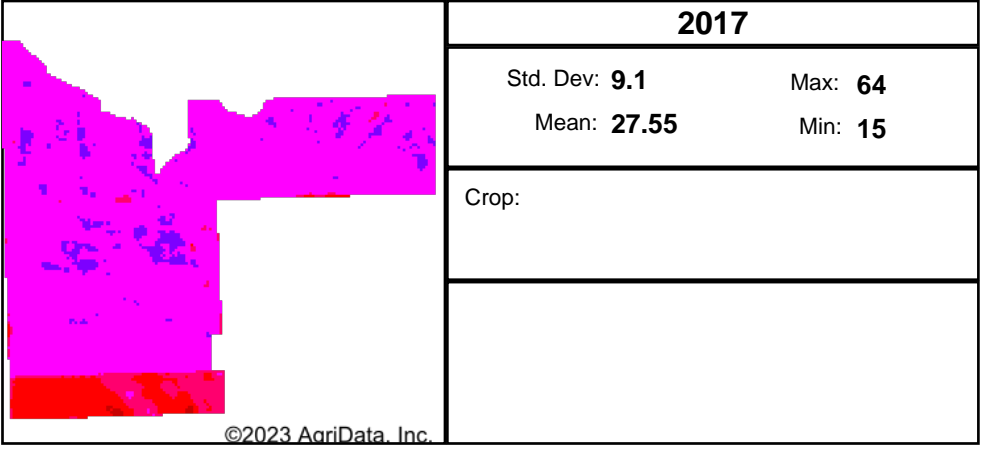 2017
Std. Dev: 9.1 Max: 64
Mean: 27.55 Min: 15
Crop:
©2023 AgriData, Inc.